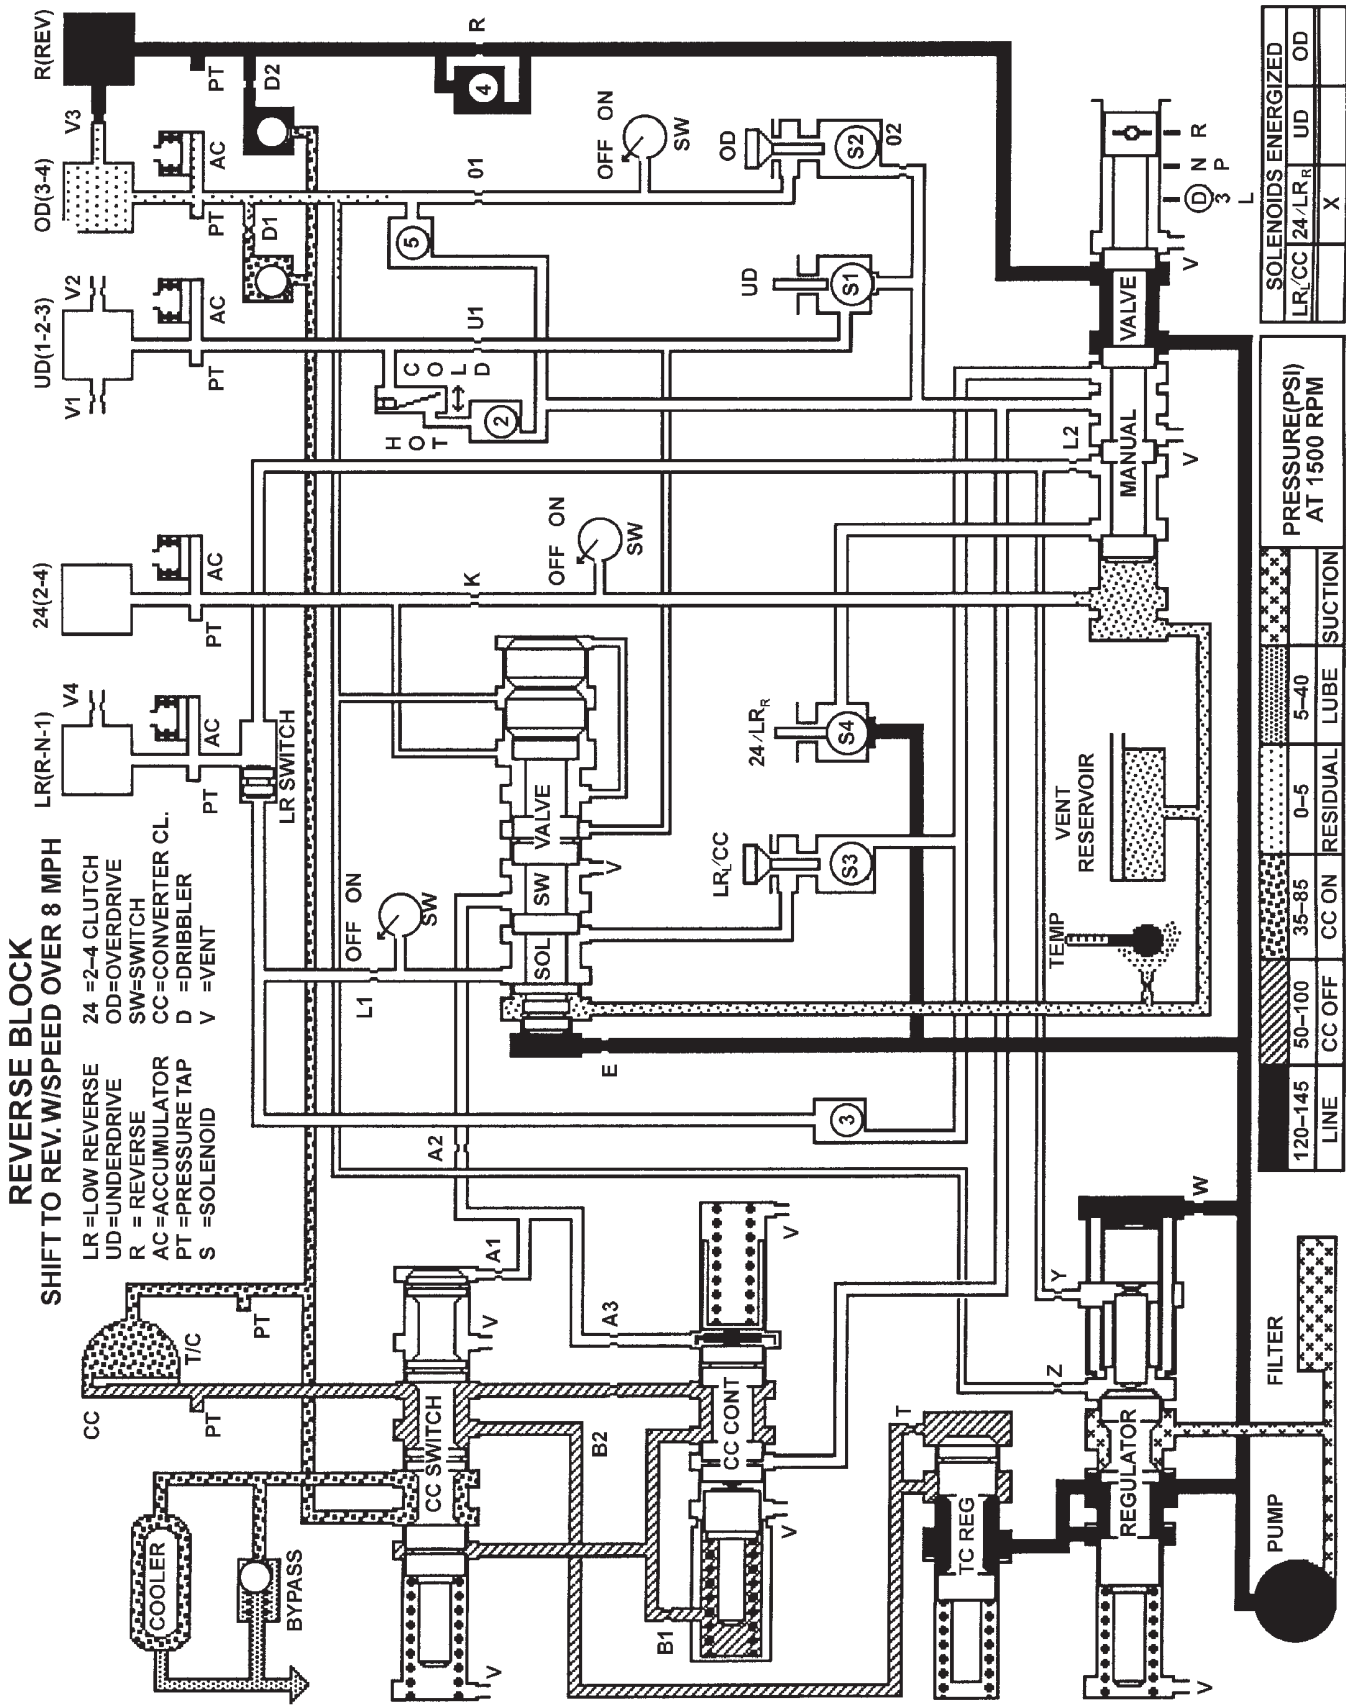 REVERSE BLOCK
SHIFT TO REV. W/SPEED OVER 8 MPH
LR =LOW REVERSE
UD=UNDERDRIVE
R = REVERSE
AC =ACCUMULATOR
PT =PRESSURE TAP
S =SOLENOID
24 =2–4 CLUTCH
OD=OVERDRIVE
SW=SWITCH
CC=CONVERTER CL.
D =DRIBBLER
V =VENT
LR(R-N-1)
V4
24(2-4)
UD(1-2-3)
V1
V2
OD(3-4)
V3
R(REV)
PT
AC
PT
AC
PT
AC
PT
AC
PT
D1
D2
LR SWITCH
COOLER
BYPASS
CC
PT
T/C
PT
CC SWITCH
V
V
A1
A2
A3
L1
OFF ON
SW
K
OFF ON
SW
HOT
COLD
2
U1
5
01
4
R
OFF ON
SW
SOL SW VALVE
V
E
B1
B2
CC CONT
V
V
3
LRL/CC
S3
24/LRR
S4
UD
S1
OD
S2
02
T
TC REG
Z
Y
W
TEMP
VENT
RESERVOIR
L2
MANUAL VALVE
V
V
D N R
3 P
L
REGULATOR
V
PUMP
FILTER
120–145 50–100 35–85 0–5 5–40
LINE CC OFF CC ON RESIDUAL LUBE SUCTION
PRESSURE(PSI)
AT 1500 RPM
SOLENOIDS ENERGIZED
LRL/CC 24/LRR UD OD
X